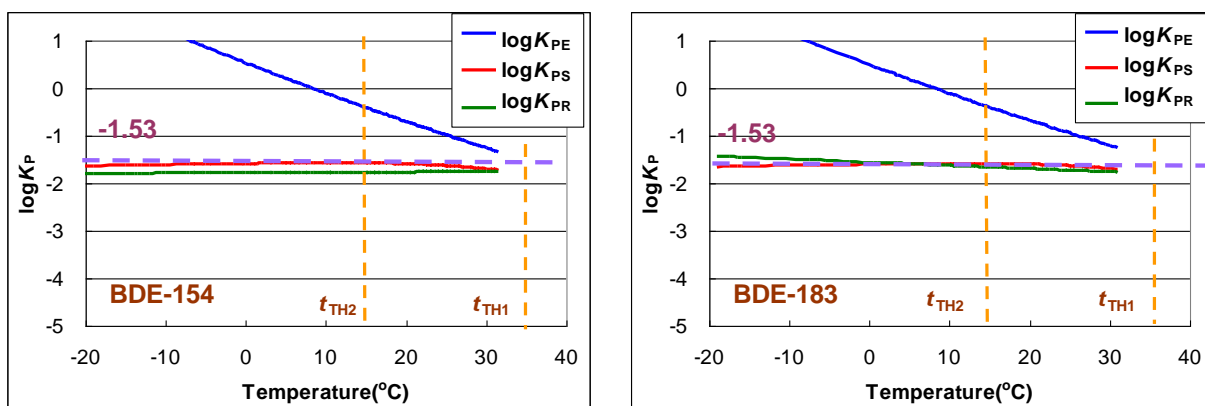 logKPE
logKPS
logKPR
1
0
-1
-2
-3
-4
-5
logKP
-1.53
BDE-154
tTH2
tTH1
-20
-10
0
10
20
30
40
Temperature(oC)
logKPE
logKPS
logKPR
1
0
-1
-2
-3
-4
-5
logKP
-1.53
BDE-183
tTH2
tTH1
-20
-10
0
10
20
30
40
Temperature(oC)